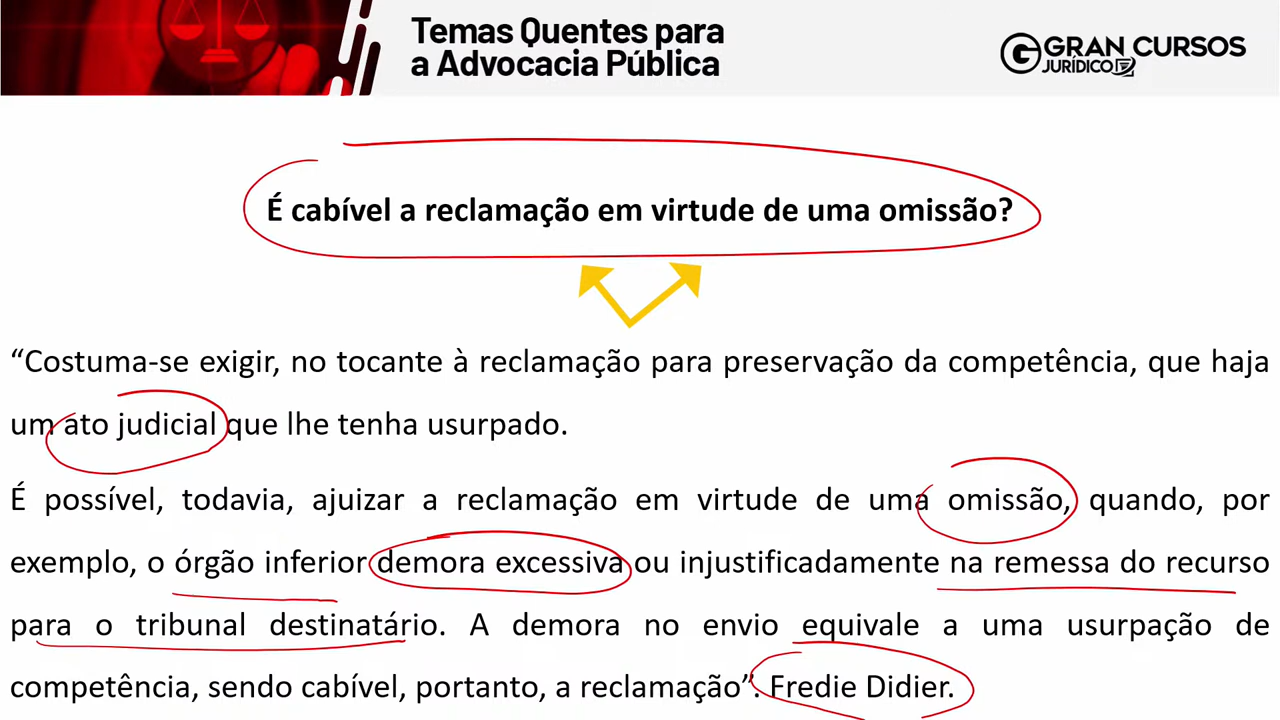 Temas Quentes para
a Advocacia Pública
GRAN CURSOS
JURÍDICO
É cabível a reclamação em virtude de uma omissão?
“Costuma-se exigir, no tocante à reclamação para preservação da competência, que haja
um ato judicial que lhe tenha usurpado.
É possível, todavia, ajuizar a reclamação em virtude de uma omissão, quando, por
exemplo, o órgão inferior demora excessiva ou injustificadamente na remessa do recurso
para o tribunal destinatário. A demora no envio equivale a uma usurpação de
competência, sendo cabível, portanto, a reclamação”. Fredie Didier.